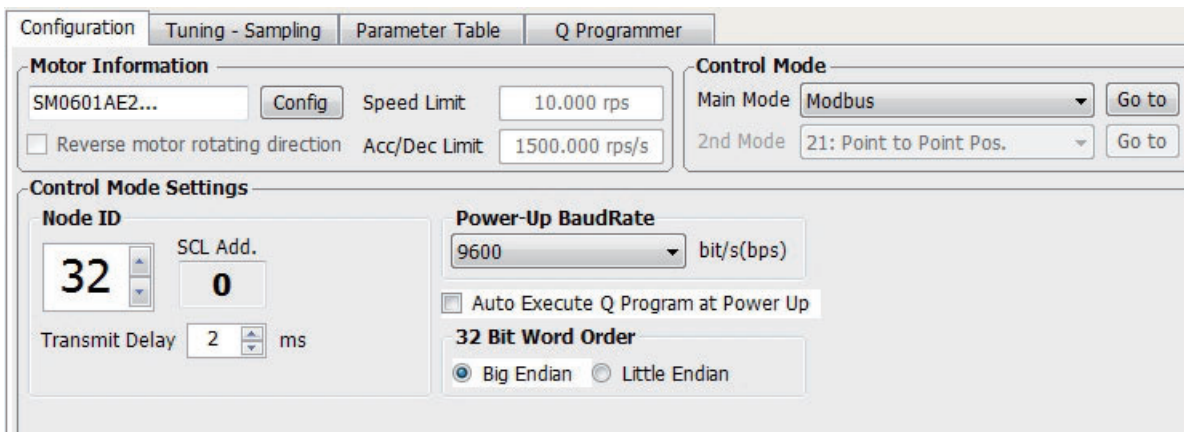 Configuration Tuning - Sampling Parameter Table Q Programmer
Motor Information
SM0601AE2... Config Speed Limit 10.000 rps
Reverse motor rotating direction Acc/Dec Limit 1500.000 rps/s
Control Mode
Main Mode Modbus Go to
2nd Mode 21: Point to Point Pos. Go to
Control Mode Settings
Node ID
32
SCL Add.
0
Transmit Delay 2 ms
Power-Up BaudRate
9600 bit/s(bps)
Auto Execute Q Program at Power Up
32 Bit Word Order
Big Endian Little Endian